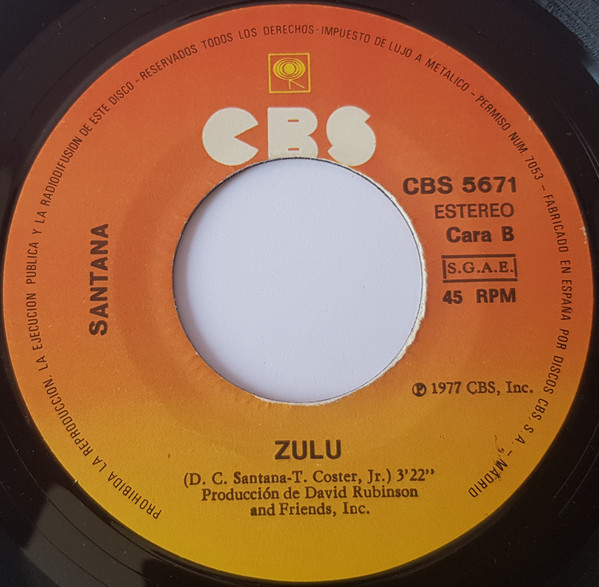 PROHIBIDA LA REPRODUCCION, LA EJECUCION PUBLICA Y LA RADIODIFUSION DE ESTE DISCO - RESERVADOS TODOS LOS DERECHOS - IMPUESTO DE LUJO A METALICO - PERMISO NUM. 7053 - FABRICADO EN ESPAÑA POR DISCOS CBS, S. A. - MADRID
CBS
CBS 5671
ESTEREO
Cara B
S.G.A.E.
45 RPM
SANTANA
℗ 1977 CBS, Inc.
ZULU
(D. C. Santana-T. Coster, Jr.) 3'22"
Producción de David Rubinson
and Friends, Inc.